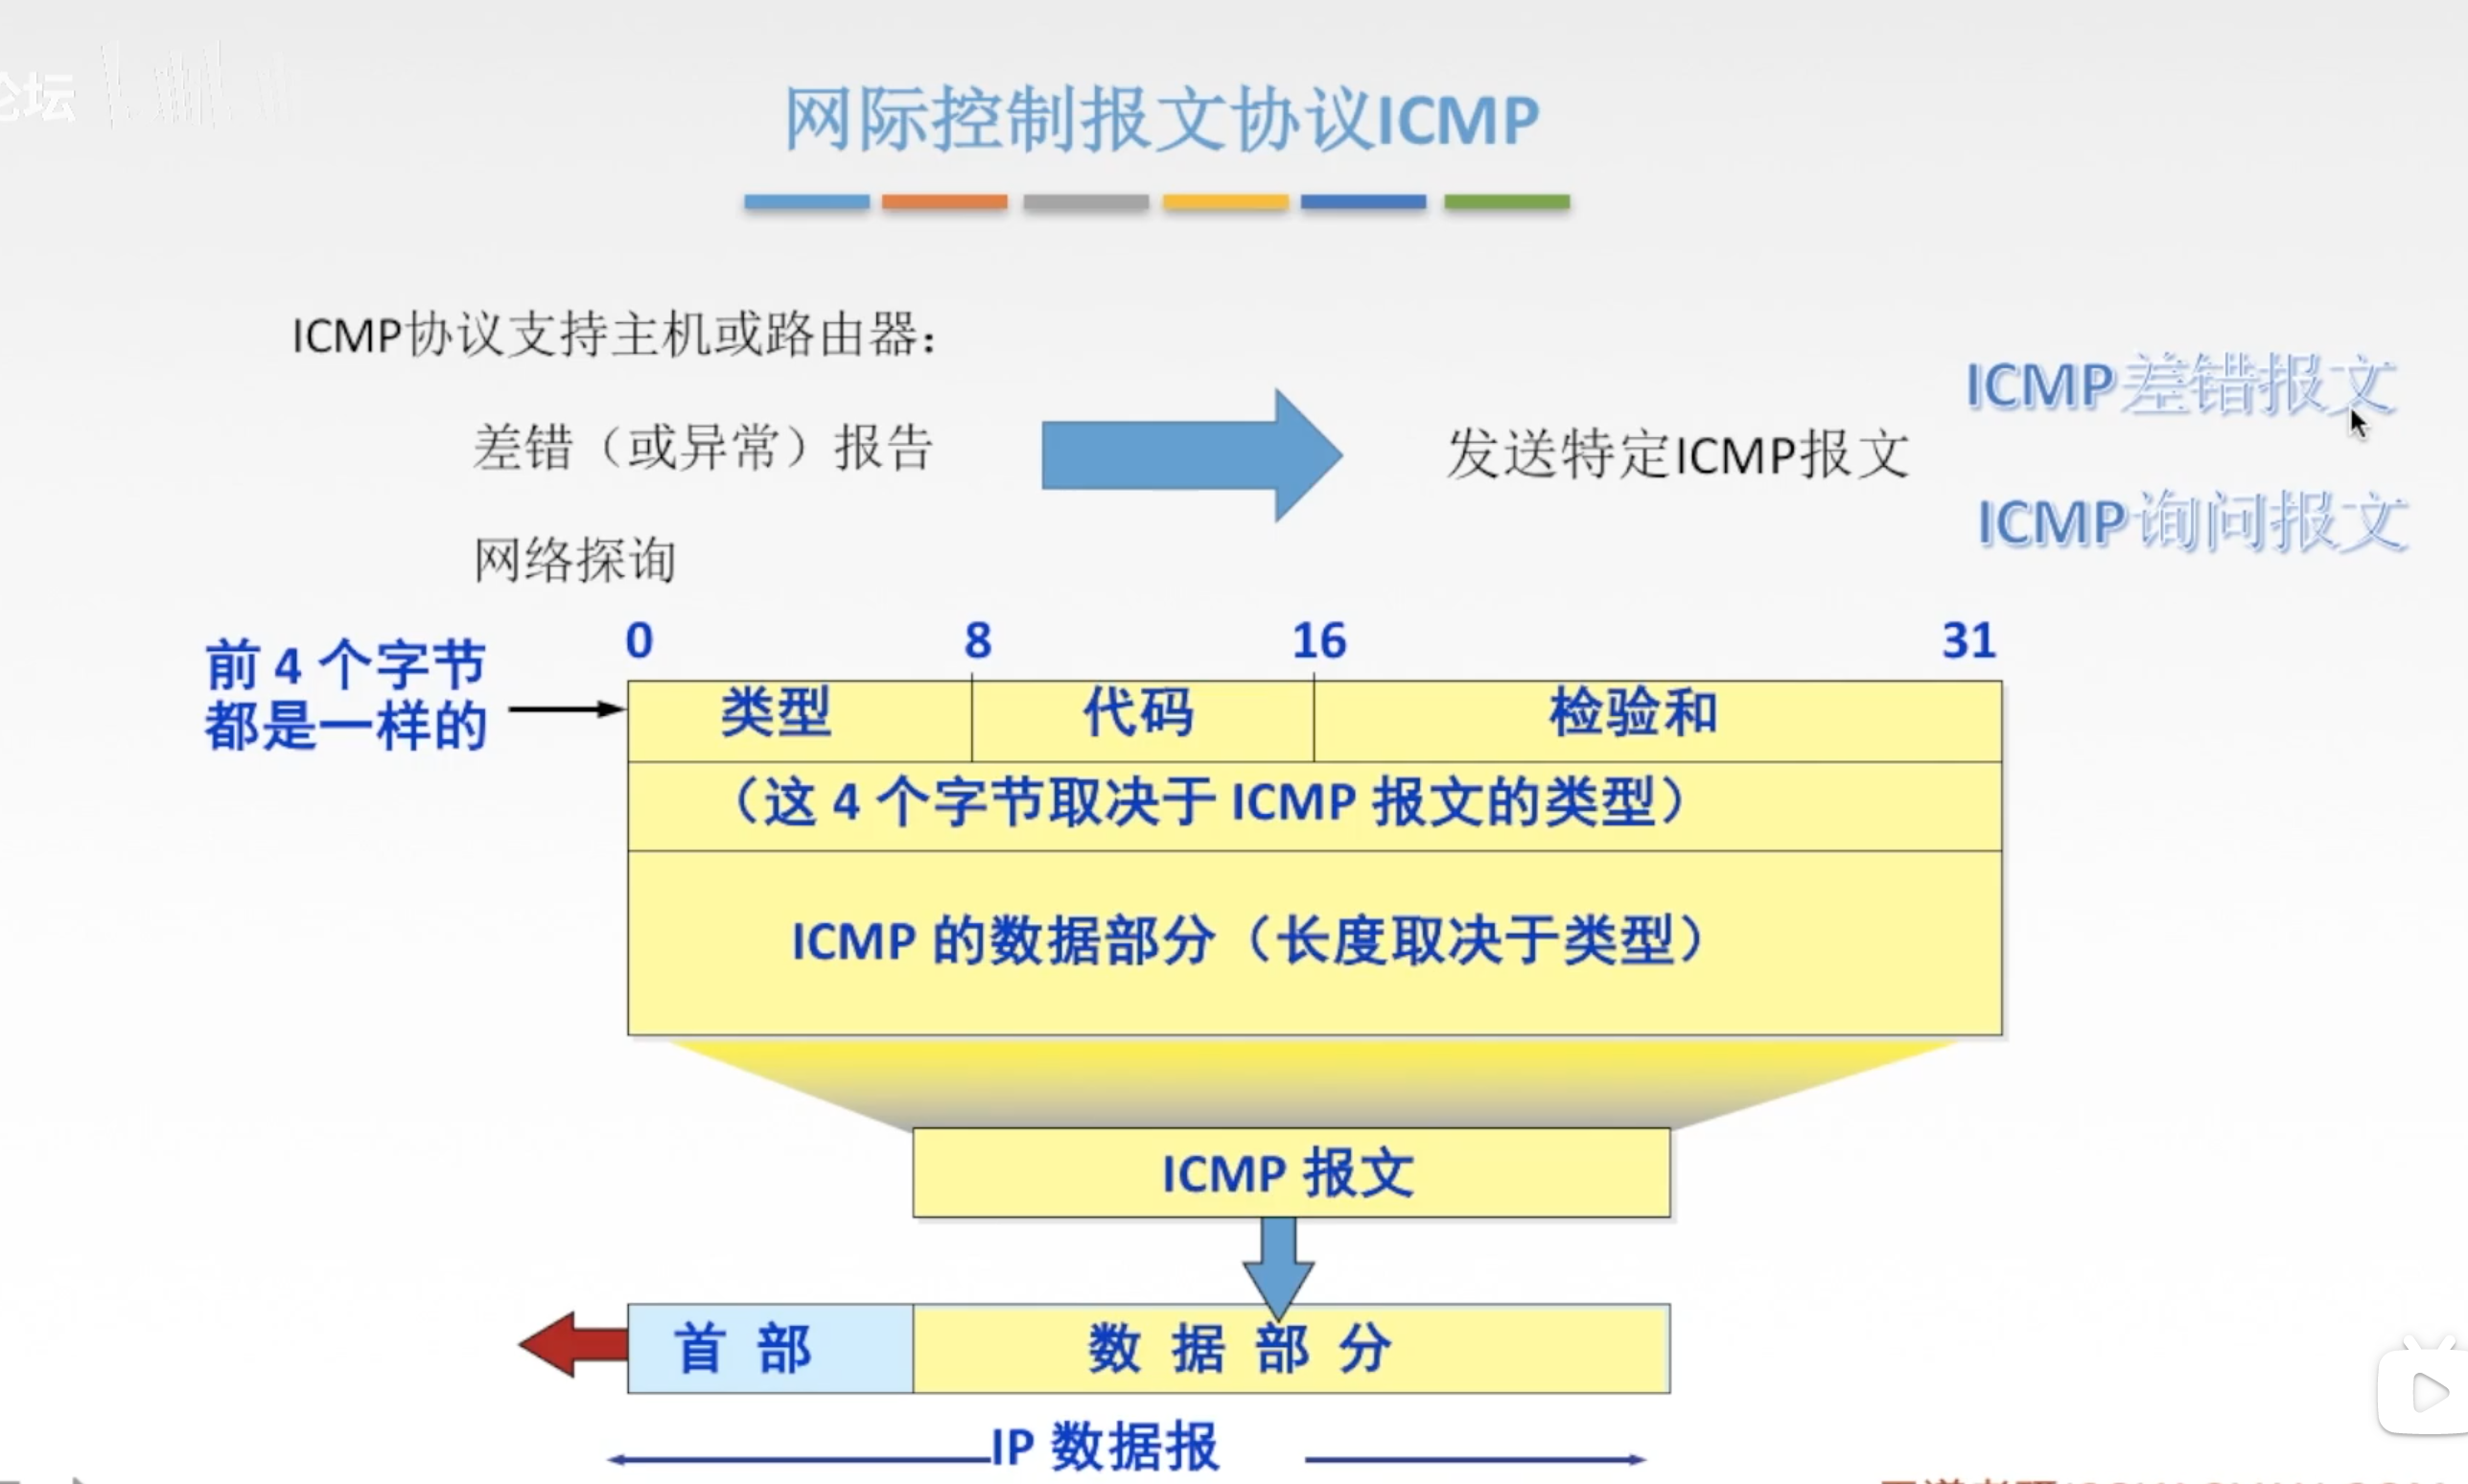 论坛
网际控制报文协议ICMP
ICMP协议支持主机或路由器：
差错（或异常）报告
网络探询
发送特定ICMP报文
ICMP差错报文
ICMP询问报文
前 4 个字节
都是一样的
0 8 16 31
类型 代码 检验和
（这 4 个字节取决于 ICMP 报文的类型）
ICMP 的数据部分（长度取决于类型）
ICMP 报文
首 部 数 据 部 分
IP 数据报